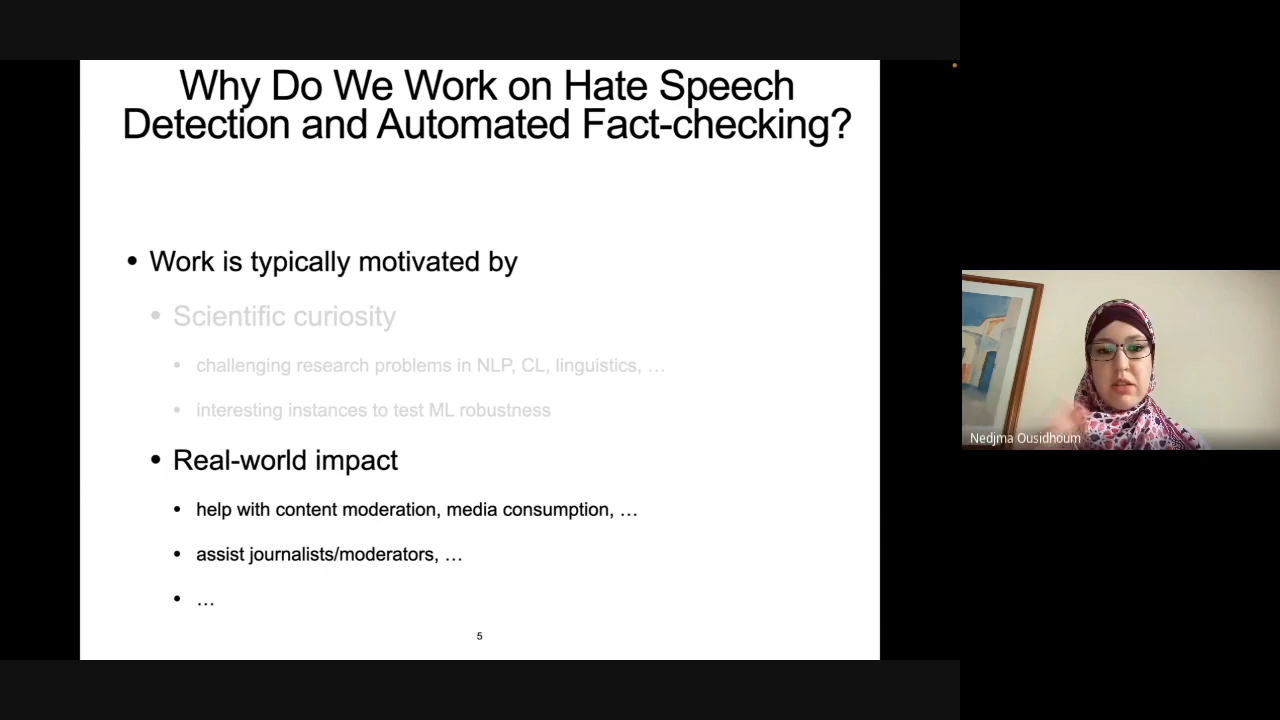 Why Do We Work on Hate Speech
Detection and Automated Fact-checking?
• Work is typically motivated by
• Scientific curiosity
• challenging research problems in NLP, CL, linguistics, …
• interesting instances to test ML robustness
• Real-world impact
• help with content moderation, media consumption, …
• assist journalists/moderators, …
• …
5
Nedjma Ousidhoum